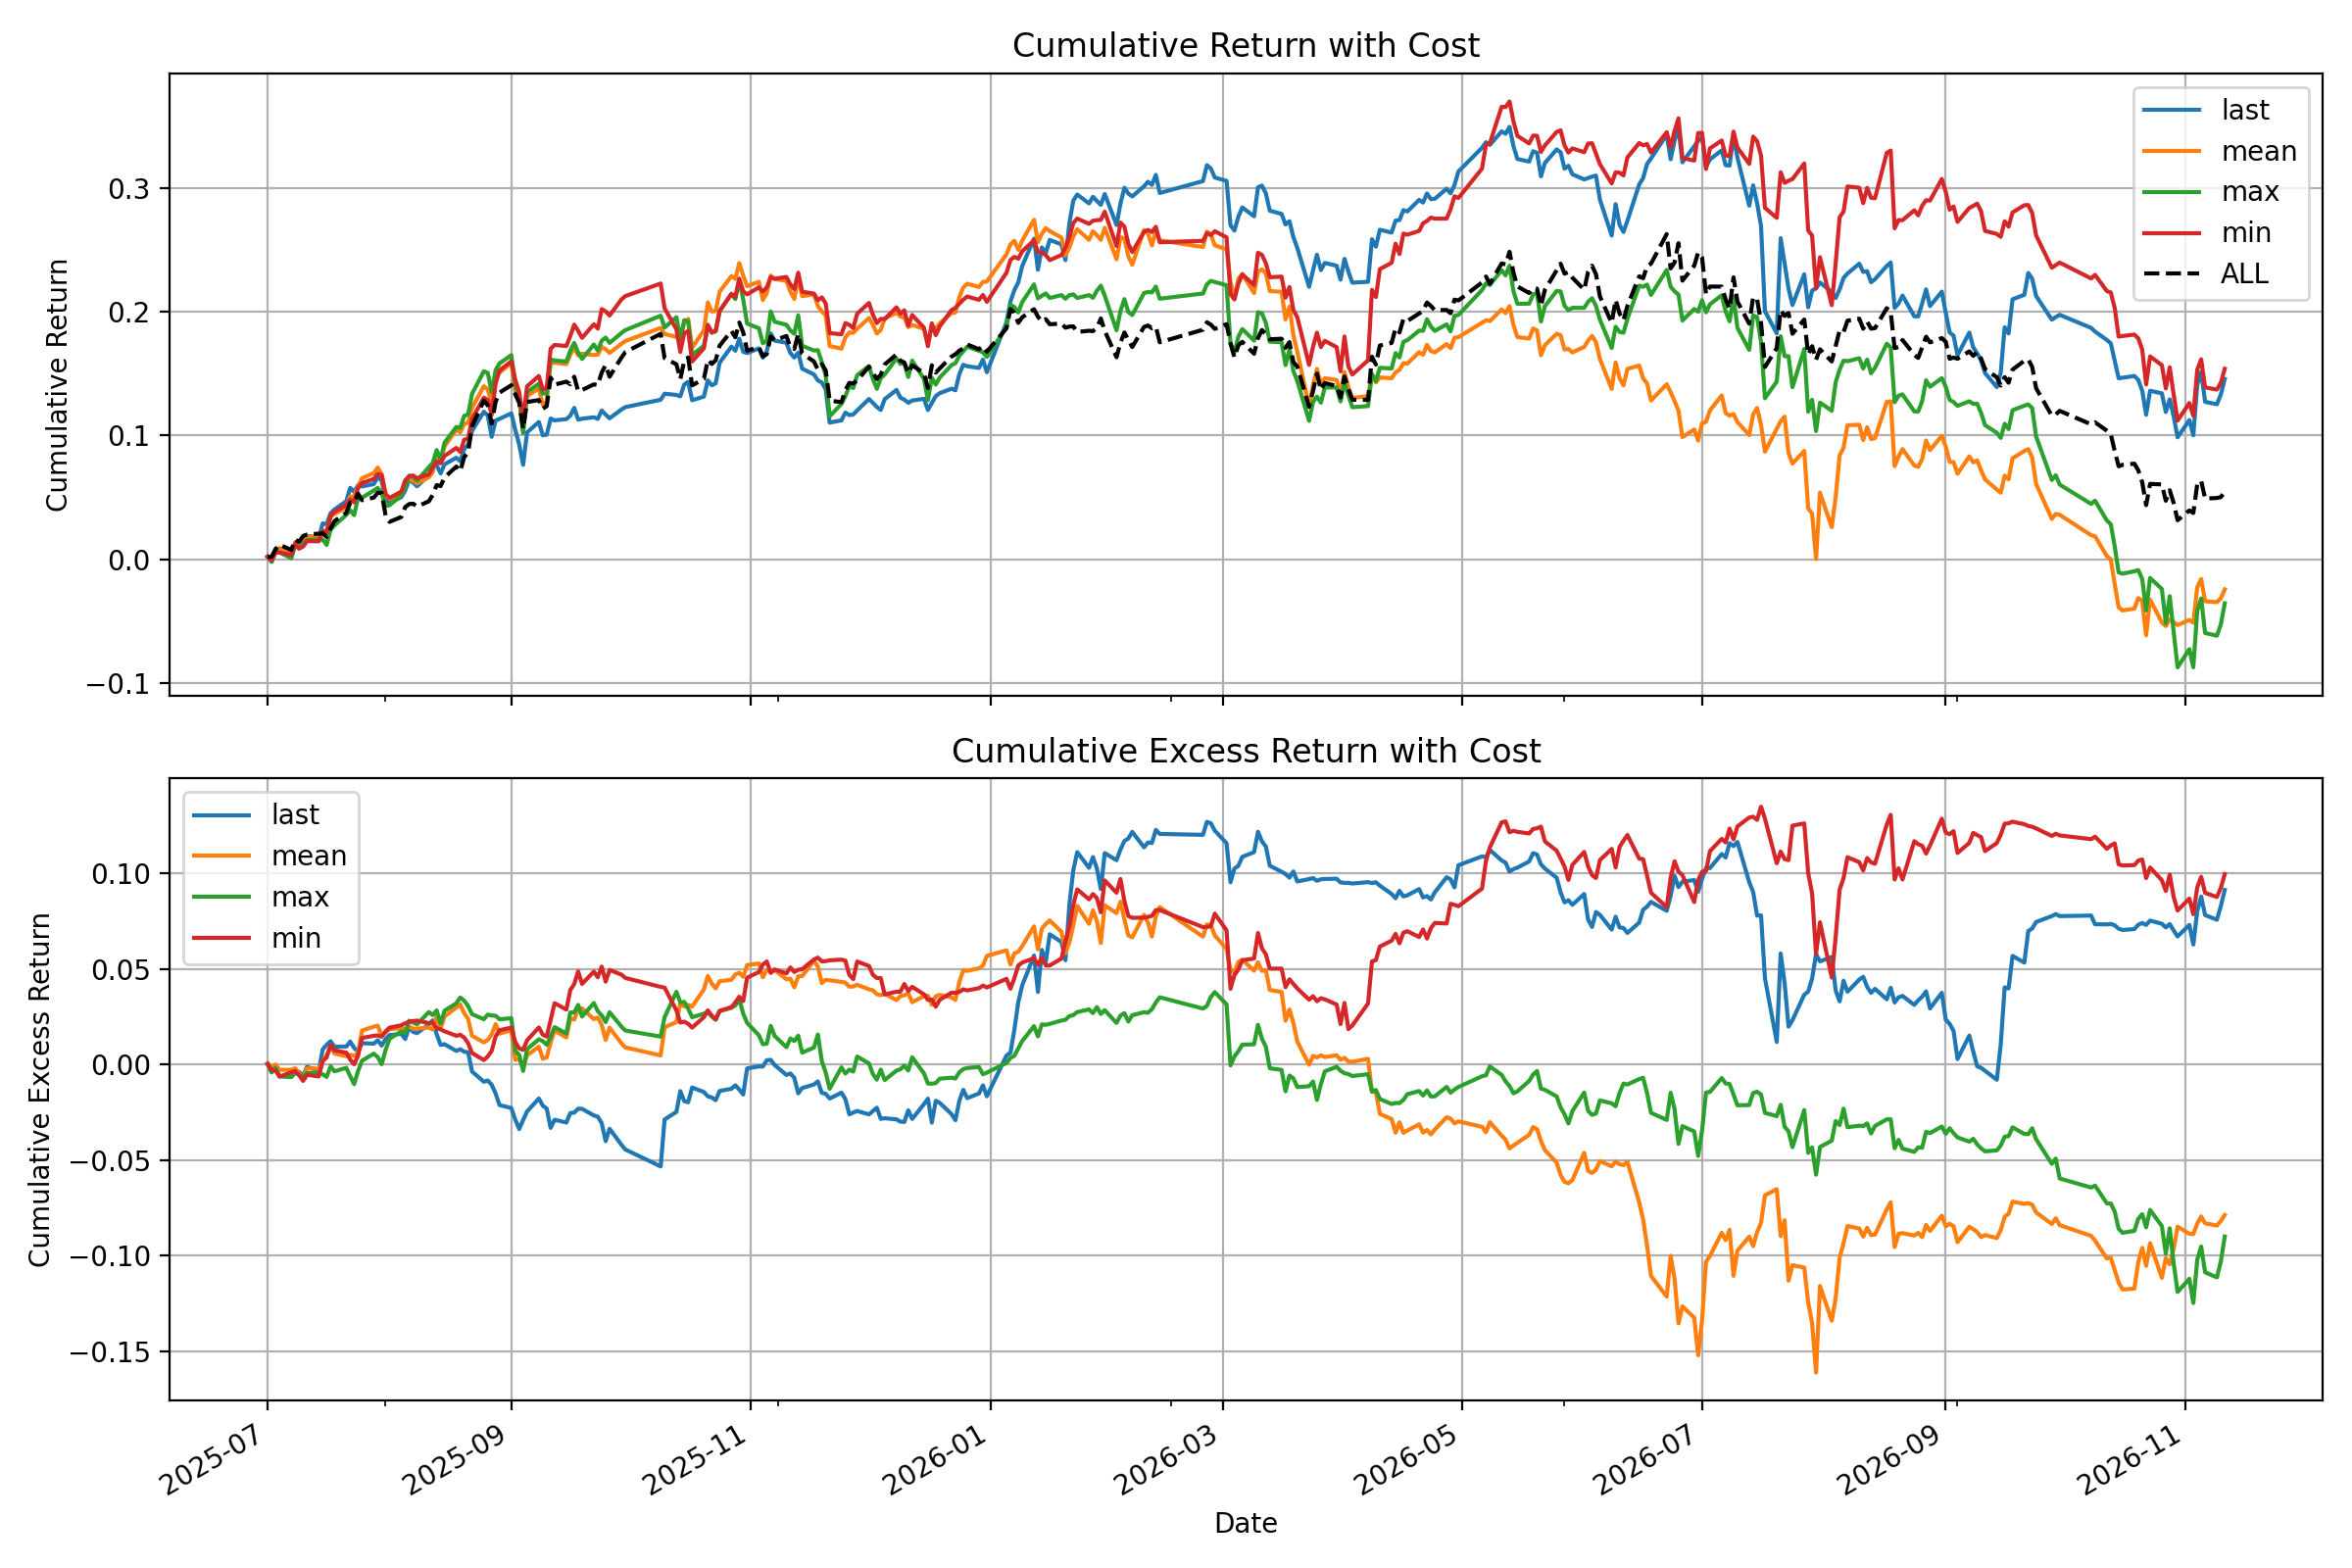 Cumulative Return with Cost
Cumulative Return
0.3
0.2
0.1
0.0
−0.1
last
mean
max
min
ALL
Cumulative Excess Return with Cost
Cumulative Excess Return
0.10
0.05
0.00
−0.05
−0.10
−0.15
last
mean
max
min
2025-07
2025-09
2025-11
2026-01
2026-03
2026-05
2026-07
2026-09
2026-11
Date